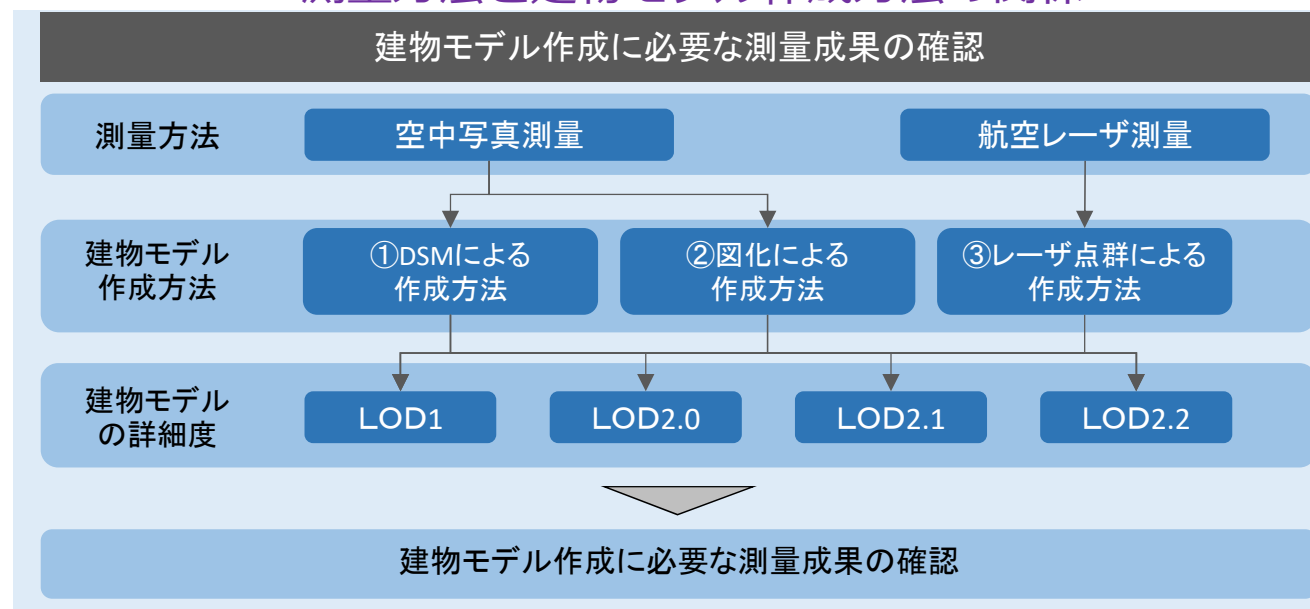 建物モデル作成に必要な測量成果の確認
測量方法
空中写真測量
航空レーザ測量
建物モデル
作成方法
①DSMによる
作成方法
②図化による
作成方法
③レーザ点群による
作成方法
建物モデル
の詳細度
LOD1
LOD2.0
LOD2.1
LOD2.2
建物モデル作成に必要な測量成果の確認